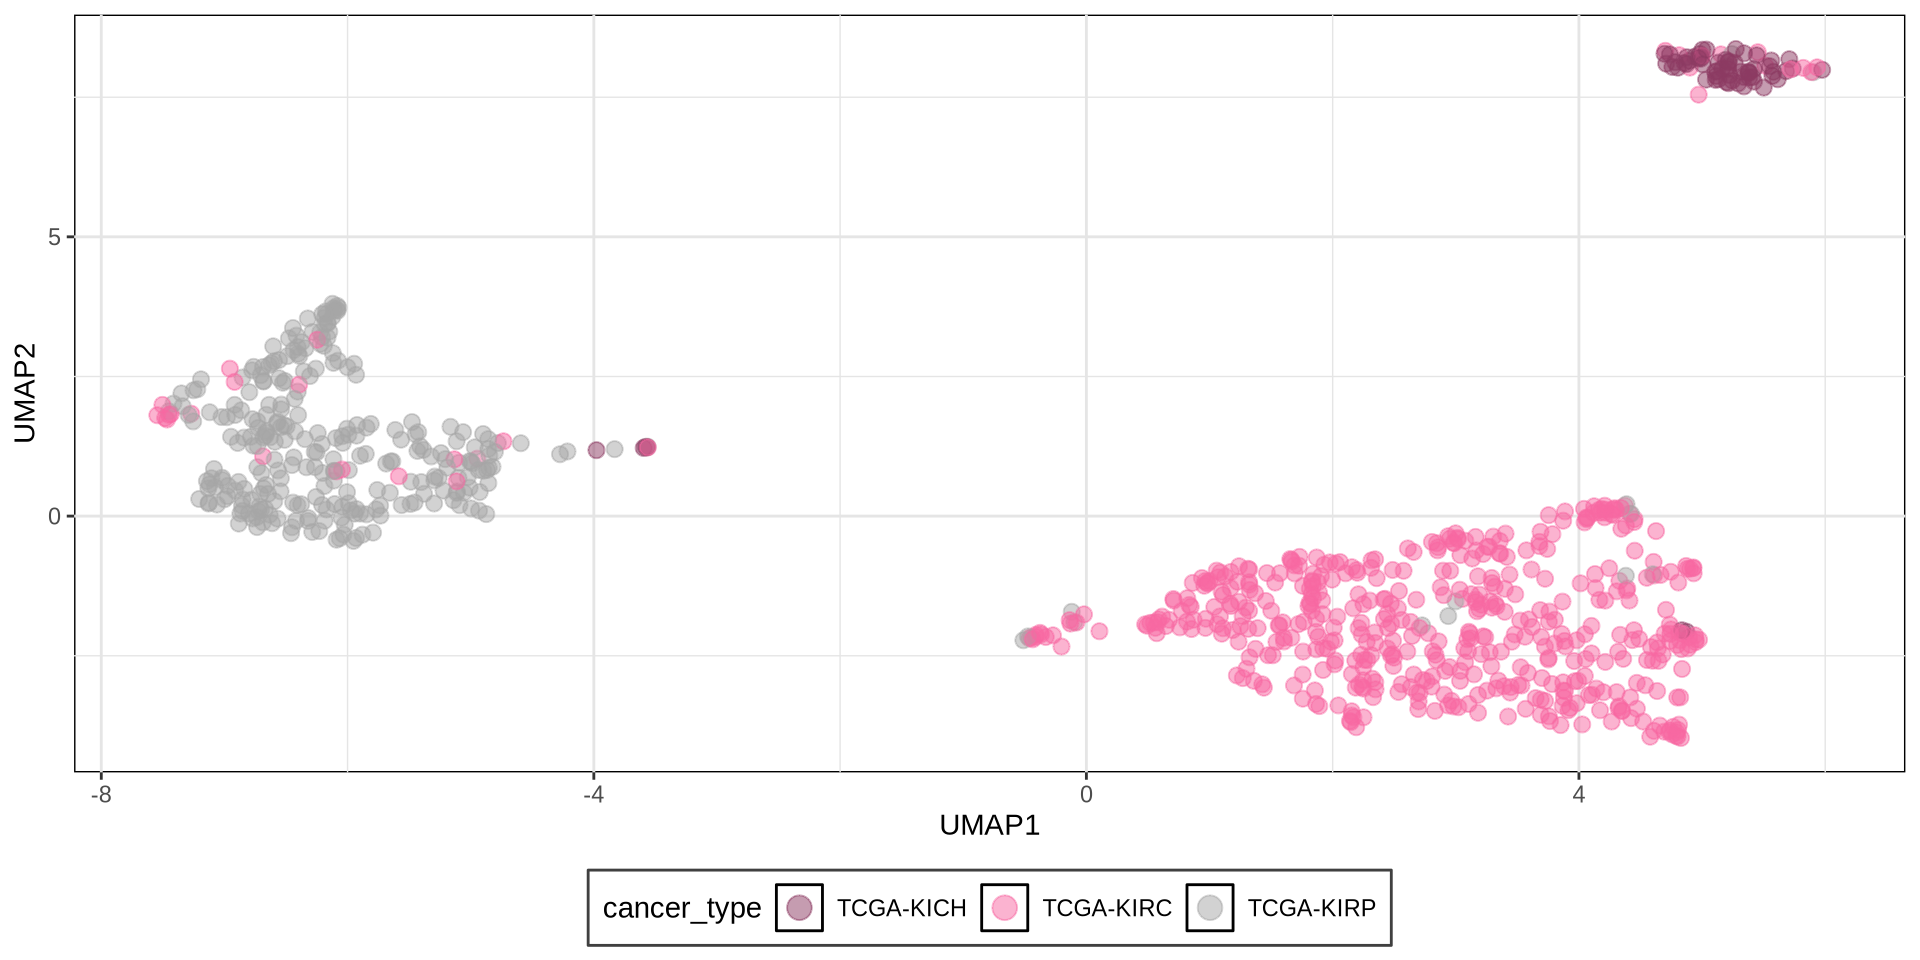 UMAP2
5
0
-8
-4
0
4
UMAP1
cancer_type
TCGA-KICH
TCGA-KIRC
TCGA-KIRP